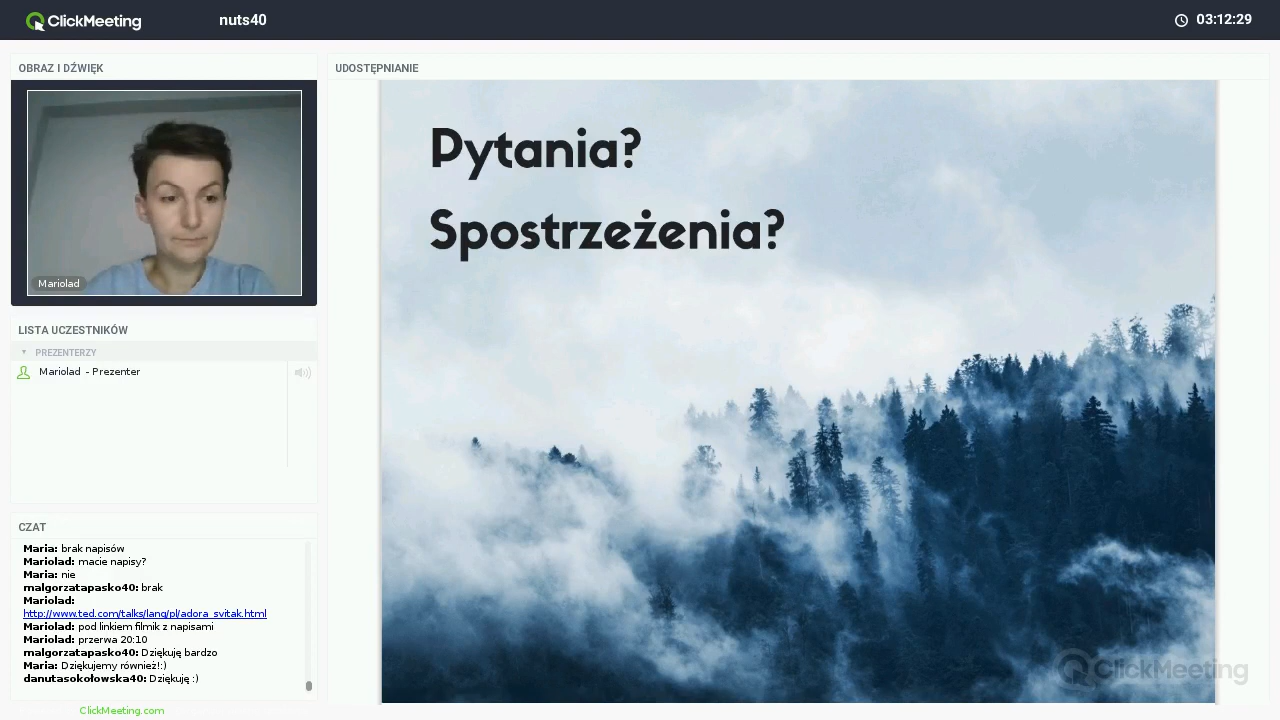 ClickMeeting
nuts40
03:12:29
OBRAZ I DŹWIĘK
UDOSTĘPNIANIE
Mariolad
LISTA UCZESTNIKÓW
PREZENTERZY
Mariolad - Prezenter
CZAT
Maria: brak napisów
Mariolad: macie napisy?
Maria: nie
malgorzatapasko40: brak
Mariolad:
http://www.ted.com/talks/lang/pl/adora_svitak.html
Mariolad: pod linkiem filmik z napisami
Mariolad: przerwa 20:10
malgorzatapasko40: Dziękuję bardzo
Maria: Dziękujemy również!:)
danutasokołowska40: Dziękuję :)
ClickMeeting.com
Pytania?
Spostrzeżenia?
ClickMeeting